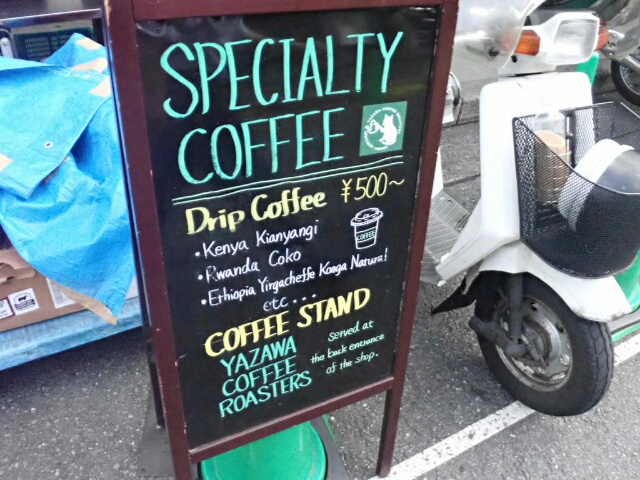 SPECIALTY
COFFEE
Drip Coffee ¥500~
・Kenya Kianyangi
・Rwanda Coko
・Ethiopia Yirgacheffe Konga Natural
etc...
COFFEE
COFFEE STAND
YAZAWA
COFFEE
ROASTERS
served at
the back entrance
of the shop.